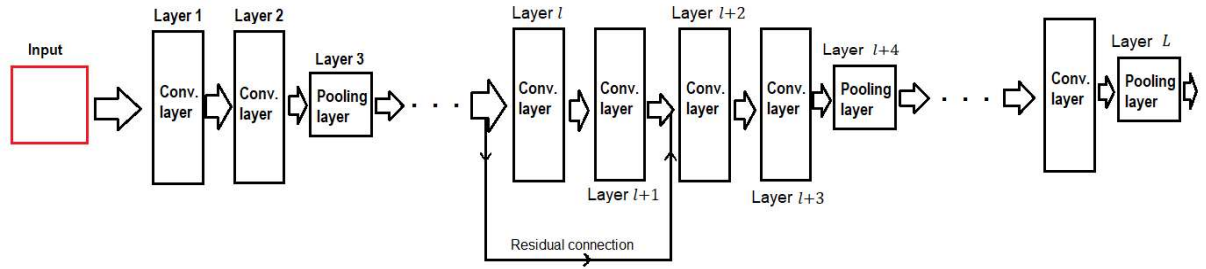 Input
Layer 1
Conv.
layer
Layer 2
Conv.
layer
Layer 3
Pooling
layer
. . .
Layer l
Conv.
layer
Conv.
layer
Layer l+1
Layer l+2
Conv.
layer
Conv.
layer
Layer l+3
Layer l+4
Pooling
layer
. . .
Conv.
layer
Layer L
Pooling
layer
Residual connection